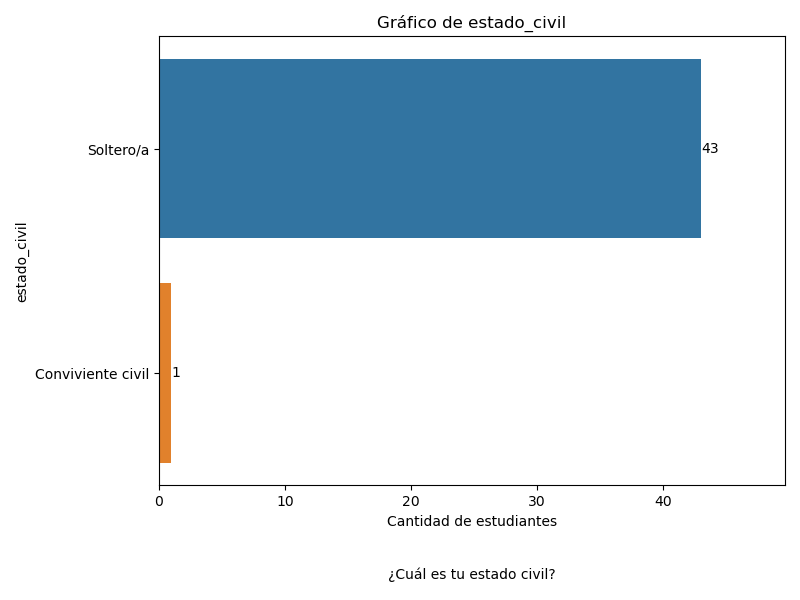 Gráfico de estado_civil
estado_civil
Soltero/a
43
Conviviente civil
1
0 10 20 30 40
Cantidad de estudiantes
¿Cuál es tu estado civil?